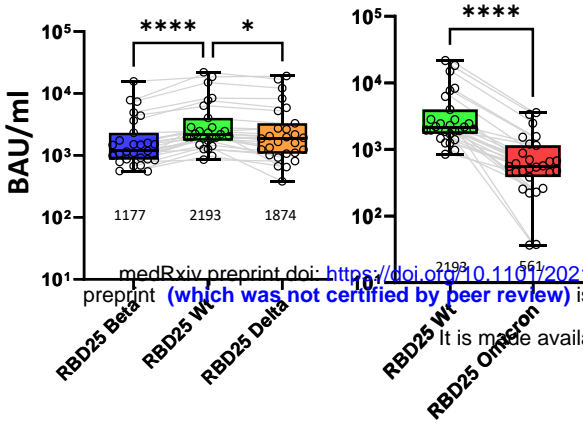 **** * ****
10⁵ 10⁵
10⁴ 10⁴
10³ 10³
10² 10²
10¹ 10¹
BAU/ml
1177 2193 1874
2193 561
medRxiv preprint doi: https://doi.org/10.1101/202
preprint (which was not certified by peer review) is
It is made availa
RBD25 Beta
RBD25 Wt
RBD25 Delta
RBD25 Wt
RBD25 Omicron